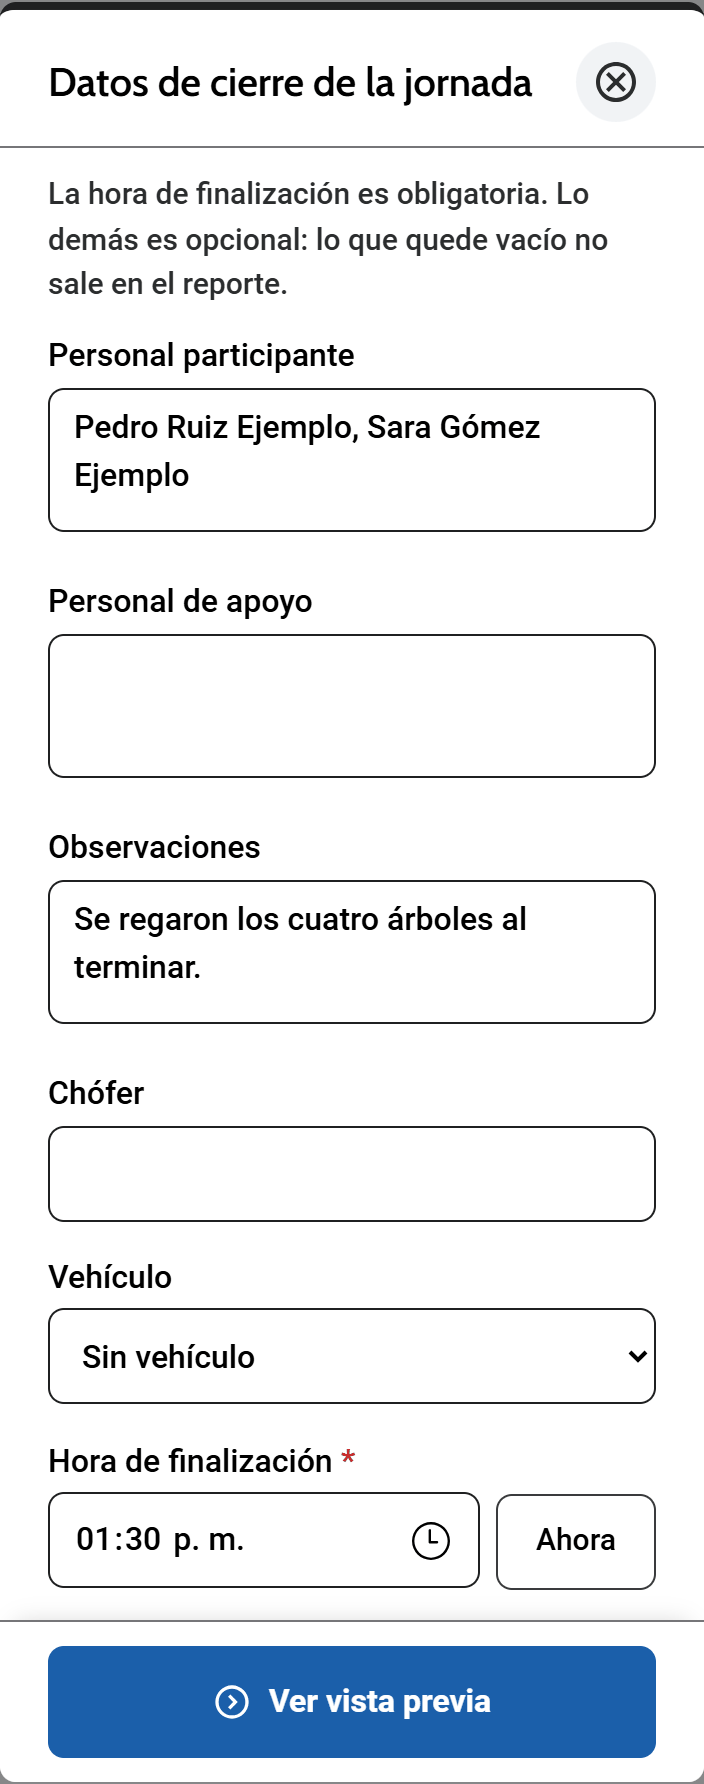 Datos de cierre de la jornada
La hora de finalización es obligatoria. Lo
demás es opcional: lo que quede vacío no
sale en el reporte.
Personal participante
Pedro Ruiz Ejemplo, Sara Gómez
Ejemplo
Personal de apoyo
Observaciones
Se regaron los cuatro árboles al
terminar.
Chófer
Vehículo
Sin vehículo
Hora de finalización *
01:30 p. m.
Ahora
Ver vista previa